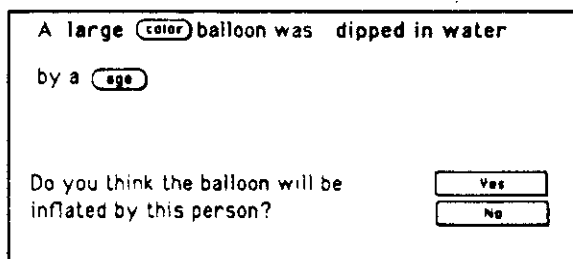 A large color balloon was dipped in water
by a age
Do you think the balloon will be
inflated by this person?
Yes
No